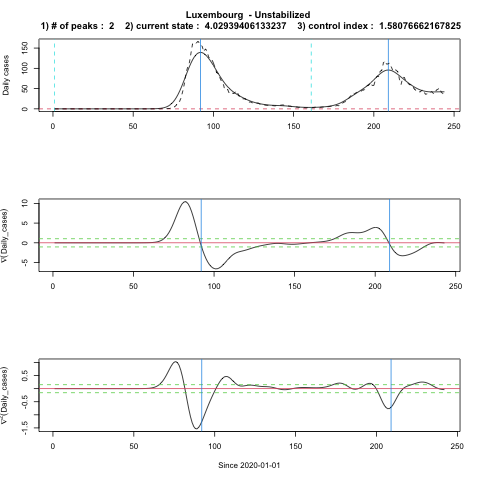 Luxembourg - Unstabilized
1) # of peaks : 2 2) current state : 4.02939406133237 3) control index : 1.58076662167825
Daily cases
0 50 100 150
0 50 100 150 200 250
∇(Daily_cases)
-5 0 5 10
0 50 100 150 200 250
∇²(Daily_cases)
-1.5 -0.5 0.5
0 50 100 150 200 250
Since 2020-01-01